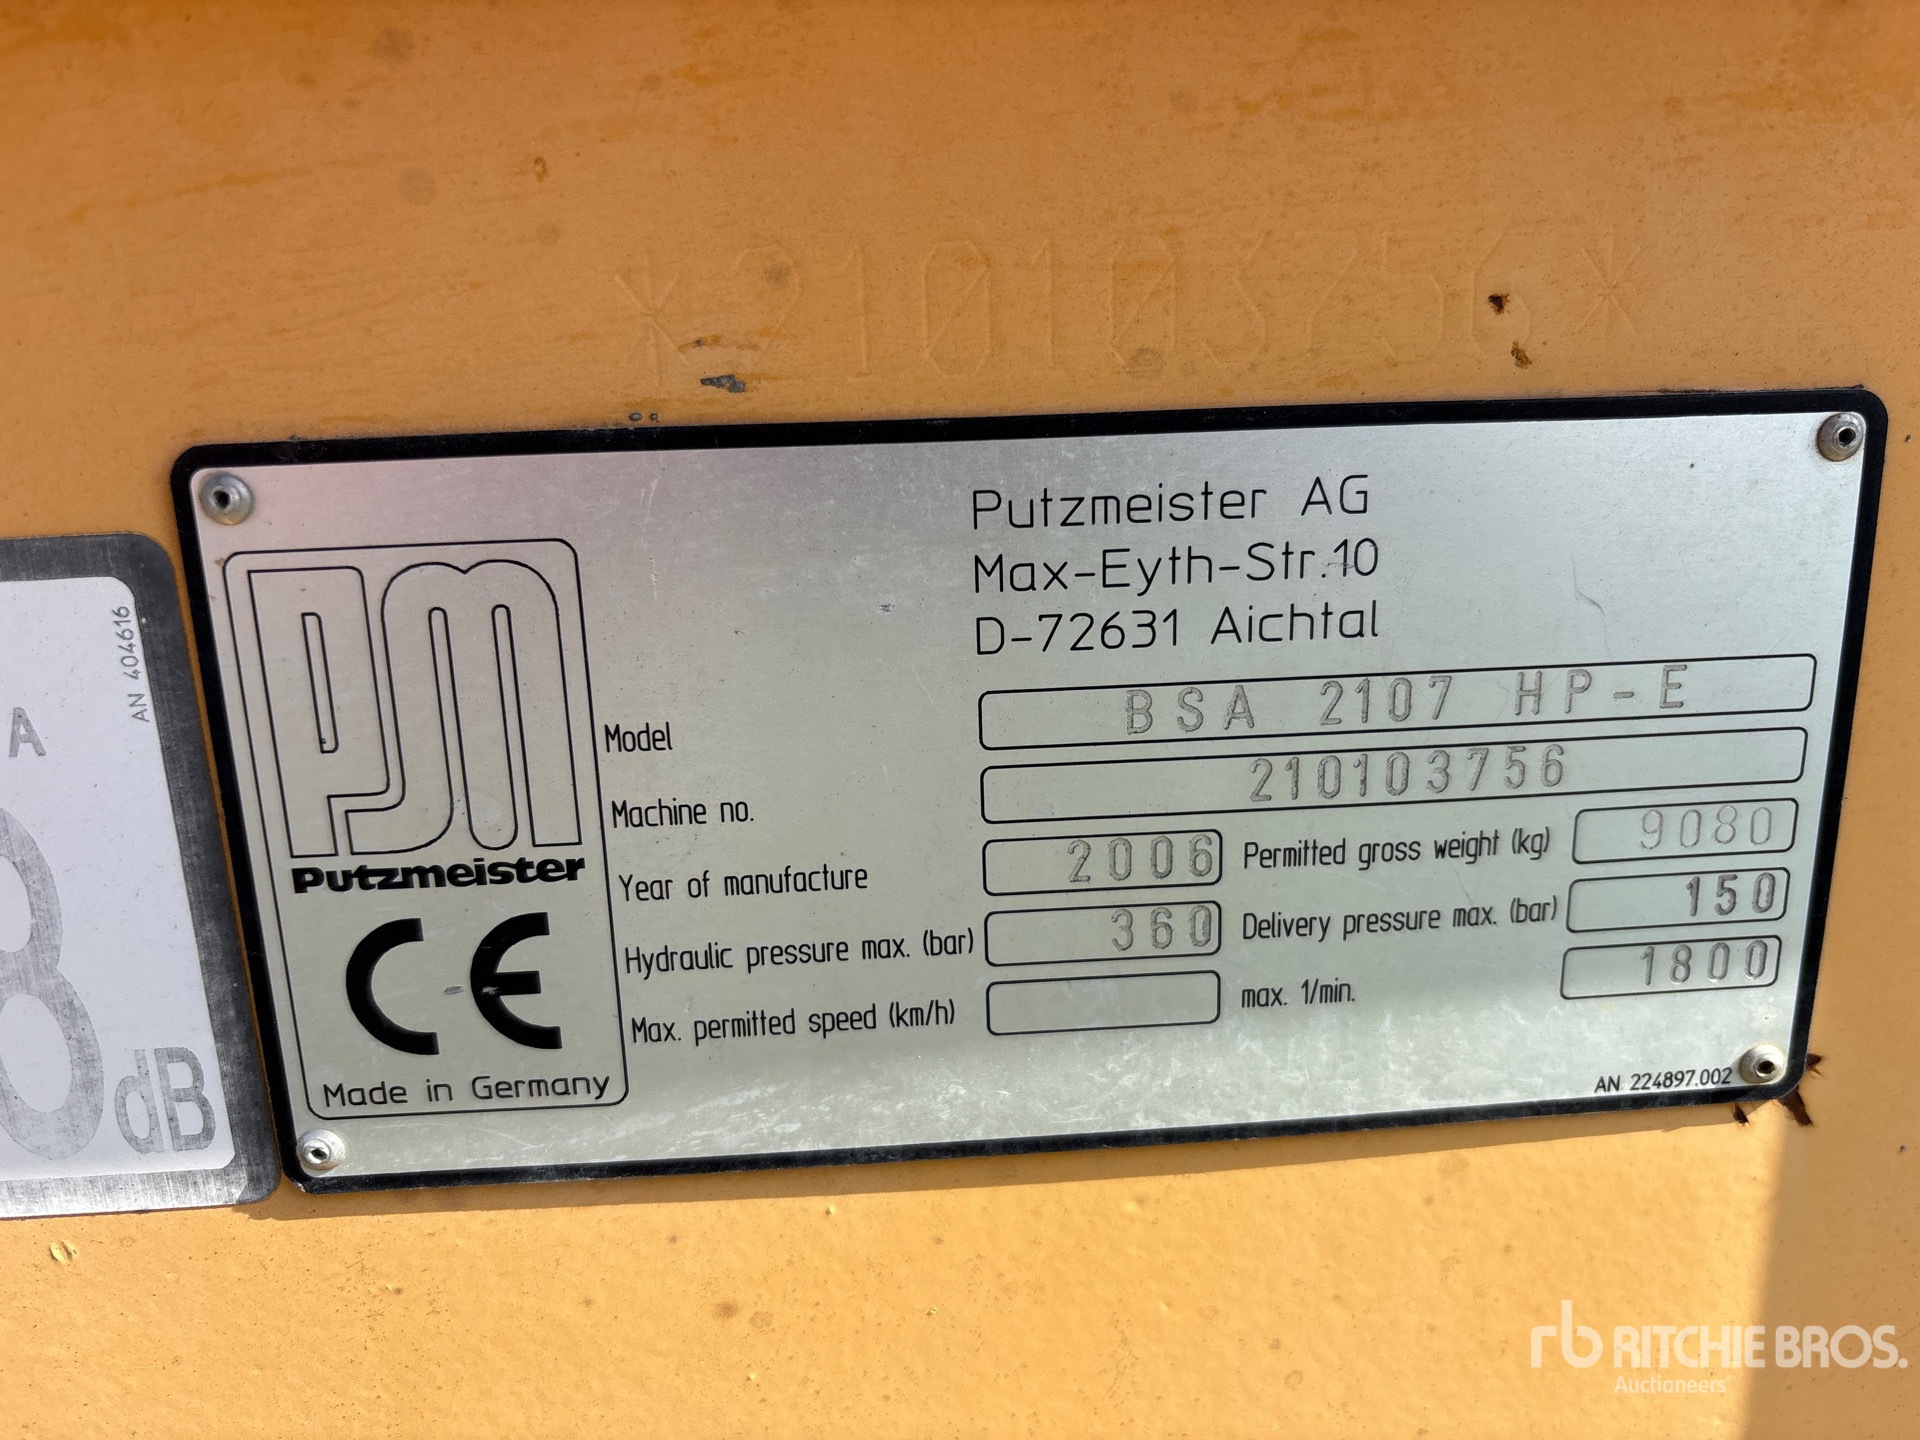 *210103756*
Putzmeister AG
Max-Eyth-Str.10
D-72631 Aichtal
PM
Putzmeister
CE
Made in Germany
Model BSA 2107 HP-E
Machine no. 210103756
Year of manufacture 2006 Permitted gross weight (kg) 9080
Hydraulic pressure max. (bar) 360 Delivery pressure max. (bar) 150
Max. permitted speed (km/h) max. 1/min. 1800
AN 224897.002
AN 404616
A
8
dB
rb RITCHIE BROS.
Auctioneers